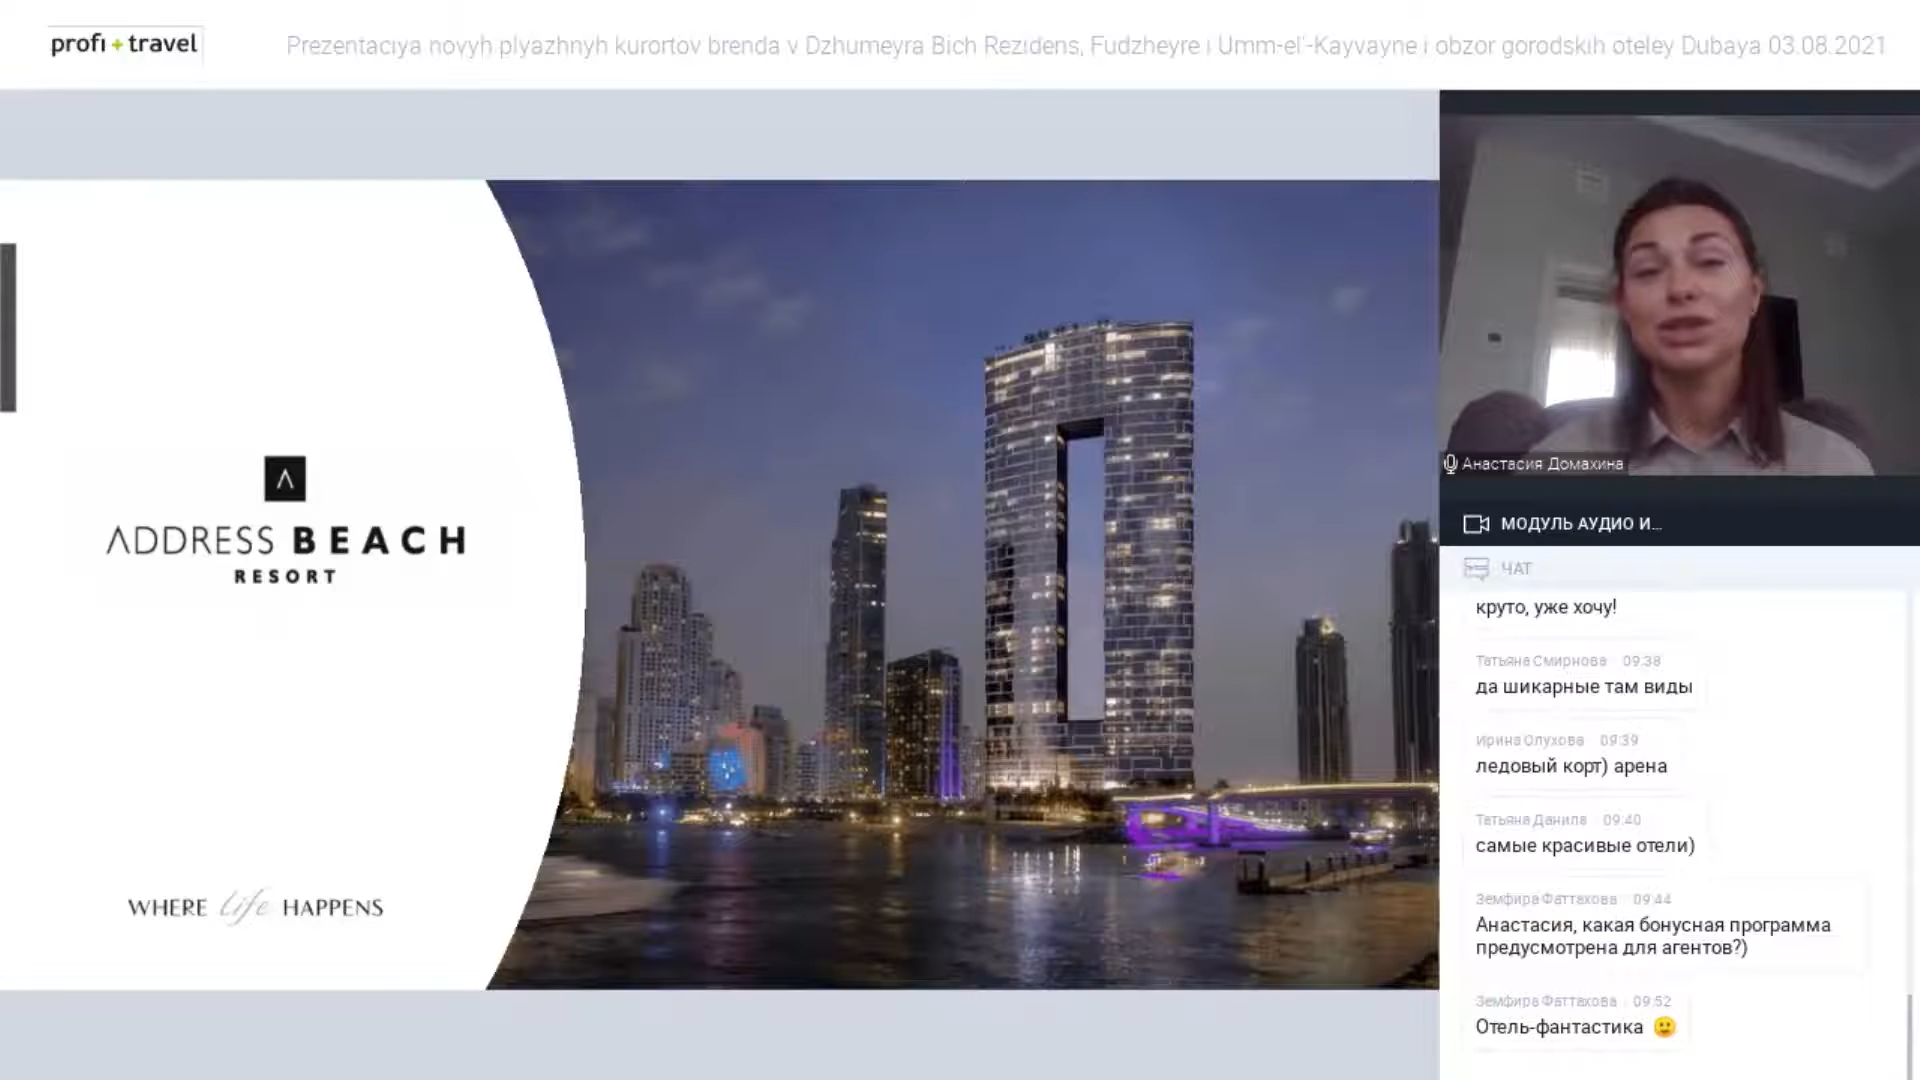 profi + travel
Prezentaciya novyh plyazhnyh kurortov brenda v Dzhumeyra Bich Rezidens, Fudzheyre i Umm-el'-Kayvayne i obzor gorodskih oteley Dubaya 03.08.2021
ADDRESS BEACH
RESORT
WHERE life HAPPENS
Анастасия Домахина
МОДУЛЬ АУДИО И...
ЧАТ
круто, уже хочу!
Татьяна Смирнова 09:38
да шикарные там виды
Ирина Олухова 09:39
ледовый корт) арена
Татьяна Данила 09:40
самые красивые отели)
Земфира Фаттахова 09:44
Анастасия, какая бонусная программа
предусмотрена для агентов?)
Земфира Фаттахова 09:52
Отель-фантастика 🙂